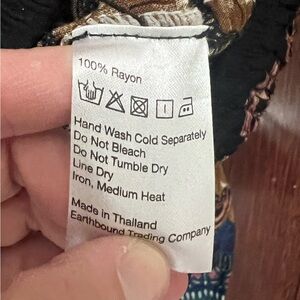 100% Rayon
Hand Wash Cold Separately
Do Not Bleach
Do Not Tumble Dry
Line Dry
Iron, Medium Heat
Made in Thailand
Earthbound Trading Company